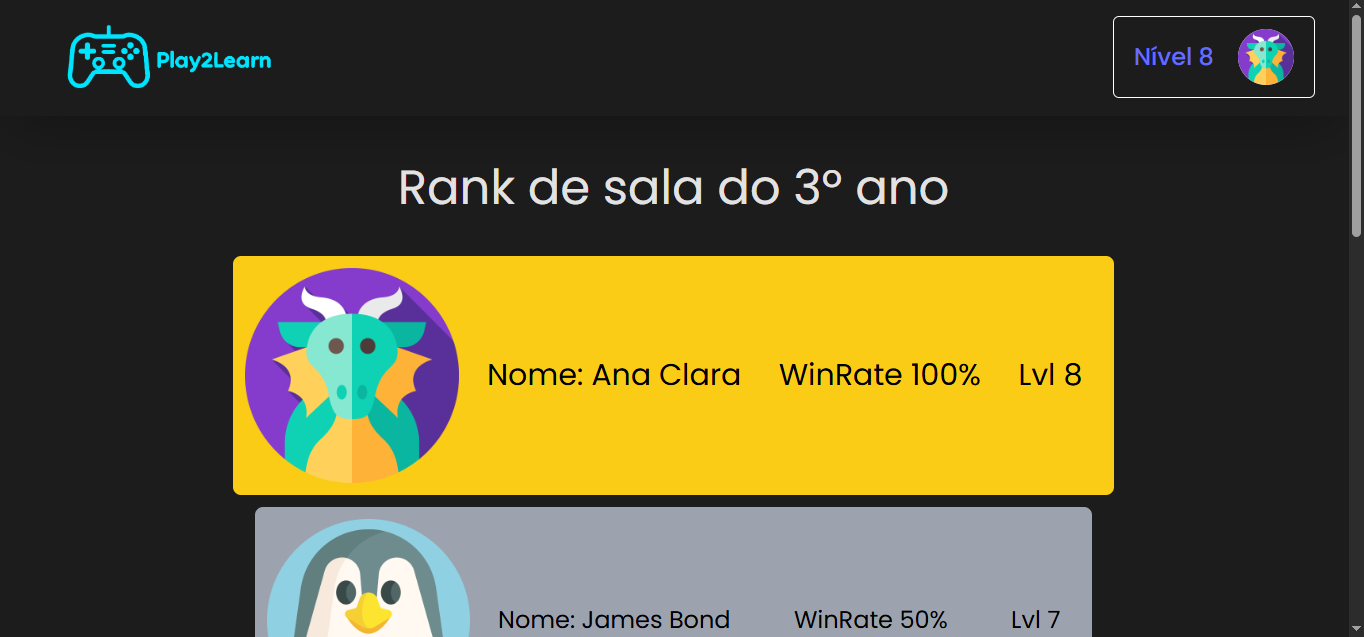 Play2Learn
Nível 8
Rank de sala do 3º ano
Nome: Ana Clara WinRate 100% Lvl 8
Nome: James Bond WinRate 50% Lvl 7